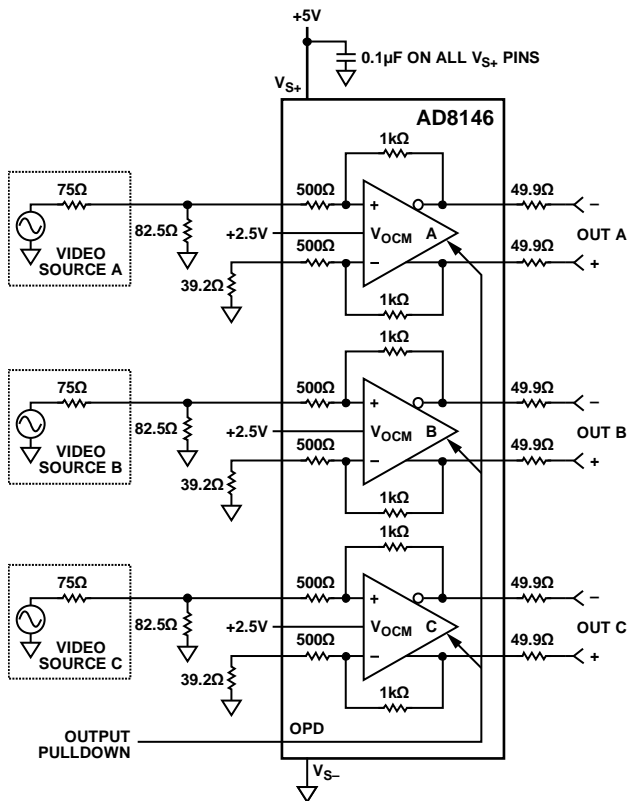 +5V
0.1µF ON ALL VS+ PINS
VS+
AD8146
1kΩ
75Ω
500Ω
49.9Ω
+
−
82.5Ω
+2.5V
VOCM A
OUT A
VIDEO
SOURCE A
500Ω
−
49.9Ω
+
39.2Ω
1kΩ
1kΩ
75Ω
500Ω
49.9Ω
+
−
82.5Ω
+2.5V
VOCM B
OUT B
VIDEO
SOURCE B
500Ω
−
49.9Ω
+
39.2Ω
1kΩ
1kΩ
75Ω
500Ω
49.9Ω
+
−
82.5Ω
+2.5V
VOCM C
OUT C
VIDEO
SOURCE C
500Ω
−
49.9Ω
+
39.2Ω
1kΩ
OUTPUT
PULLDOWN
OPD
VS−